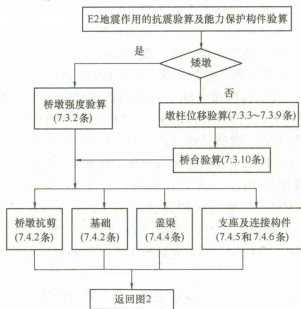 E2地震作用的抗震验算及能力保护构件验算
是
矮墩
否
桥墩强度验算
(7.3.2条)
墩柱位移验算(7.3.3~7.3.9条)
桥台验算(7.3.10条)
桥墩抗剪
(7.4.2条)
基础
(7.4.2条)
盖梁
(7.4.4条)
支座及连接构件
(7.4.5和7.4.6条)
返回图2